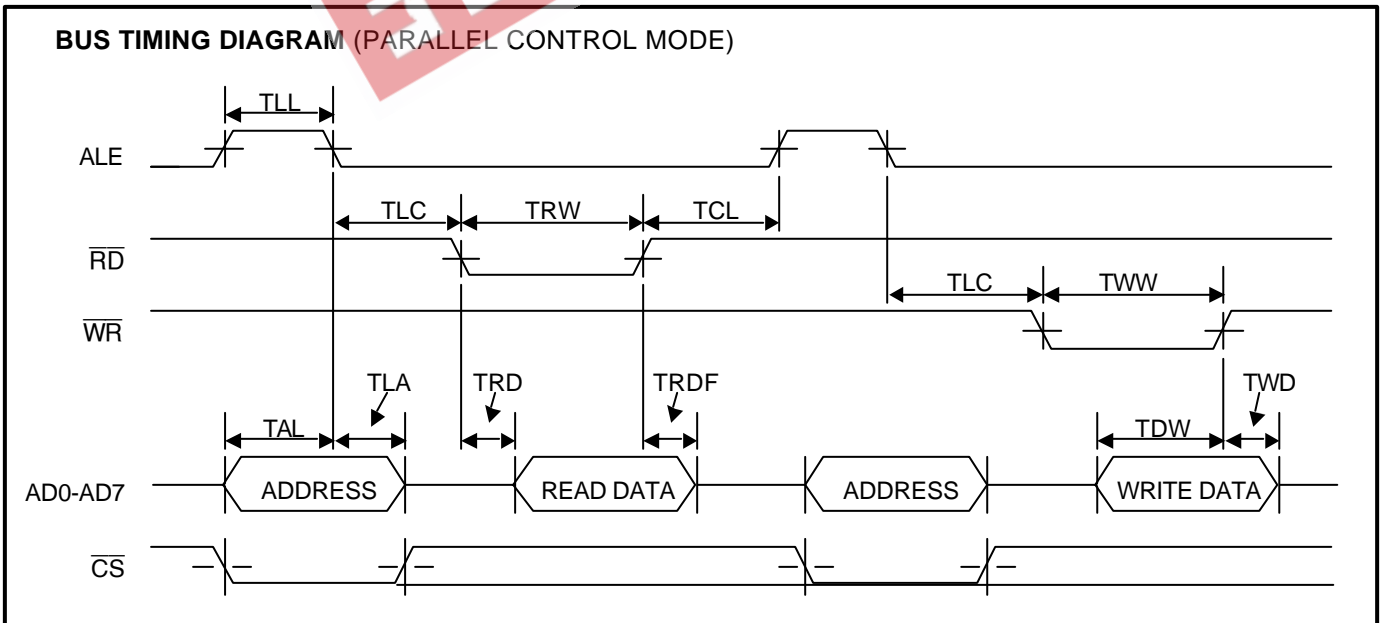 BUS TIMING DIAGRAM (PARALLEL CONTROL MODE)
TLL
ALE
TLC TRW TCL
RD
TLC TWW
WR
TLA TRD TRDF TWD
TAL TDW
AD0-AD7 ADDRESS READ DATA ADDRESS WRITE DATA
CS